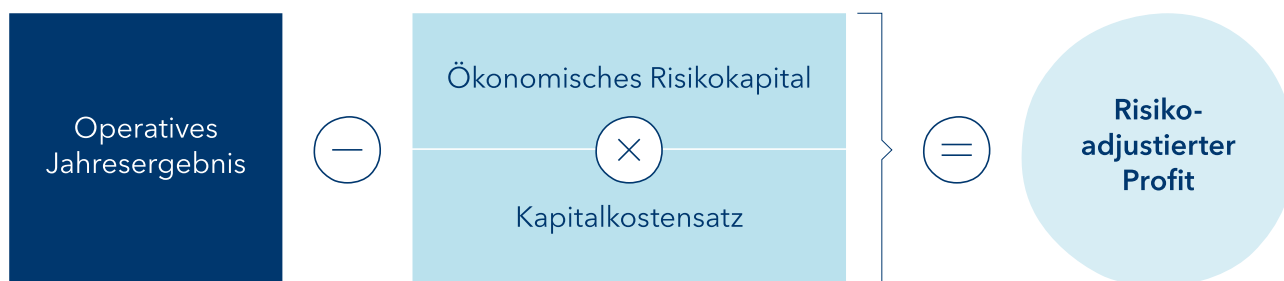 Operatives
Jahresergebnis
−
Ökonomisches Risikokapital
×
Kapitalkostensatz
=
Risiko-
adjustierter
Profit